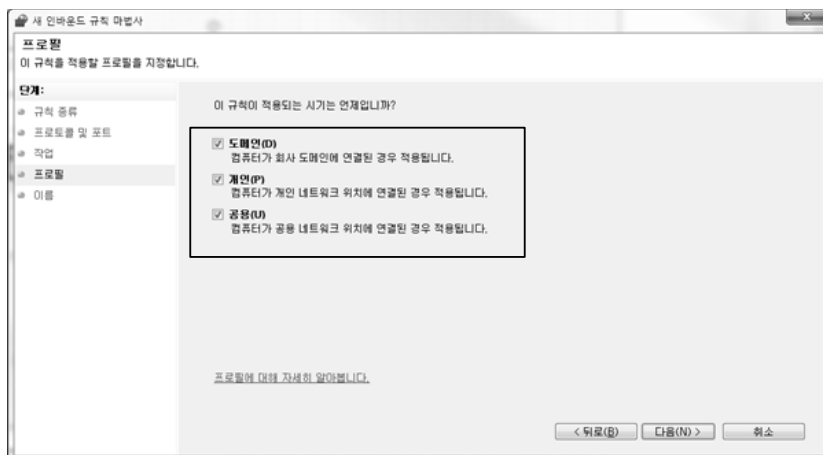 새 인바운드 규칙 마법사
프로필
이 규칙을 적용할 프로필을 지정합니다.
단계:
규칙 종류
프로토콜 및 포트
작업
프로필
이름
이 규칙이 적용되는 시기는 언제입니까?
도메인(D)
컴퓨터가 회사 도메인에 연결된 경우 적용됩니다.
개인(P)
컴퓨터가 개인 네트워크 위치에 연결된 경우 적용됩니다.
공용(U)
컴퓨터가 공용 네트워크 위치에 연결된 경우 적용됩니다.
프로필에 대해 자세히 알아봅니다.
< 뒤로(B) 다음(N) > 취소